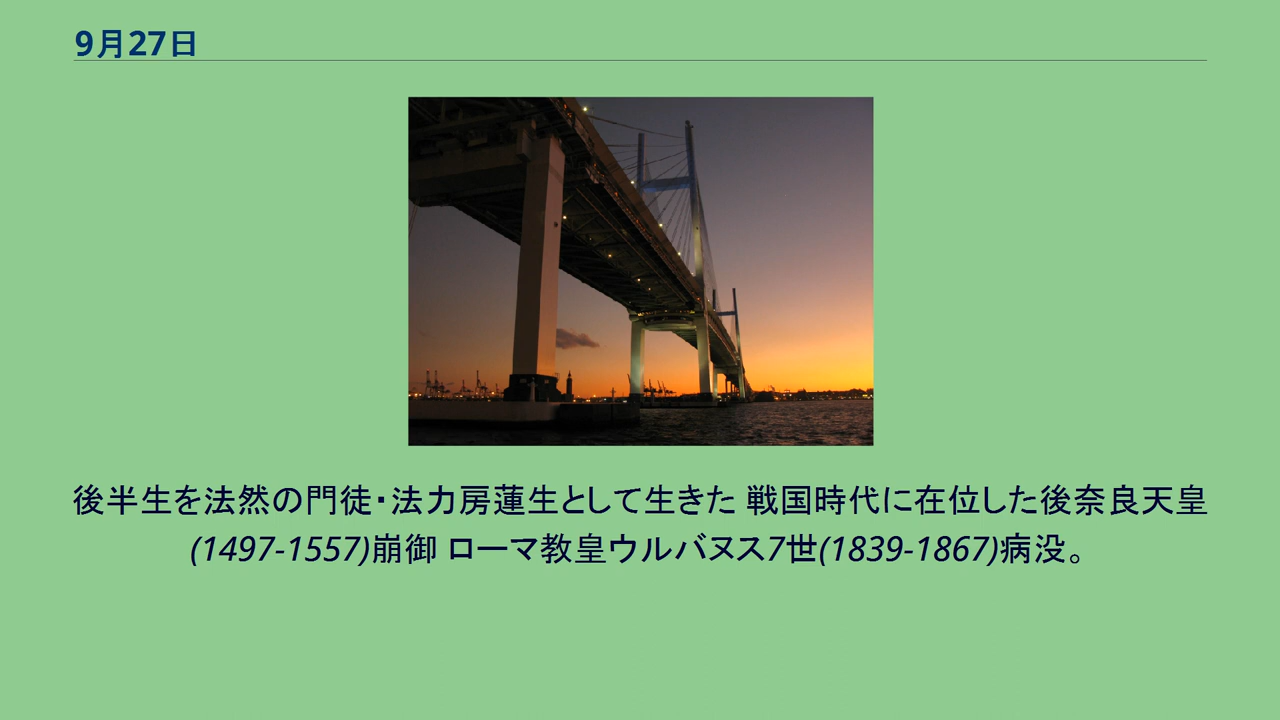 9月27日
後半生を法然の門徒・法力房蓮生として生きた 戦国時代に在位した後奈良天皇
(1497-1557)崩御 ローマ教皇ウルバヌス7世(1839-1867)病没。